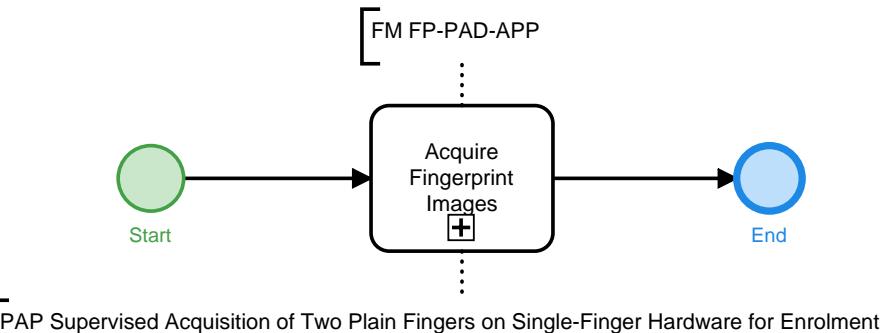 FM FP-PAD-APP
Acquire
Fingerprint
Images
Start
End
PAP Supervised Acquisition of Two Plain Fingers on Single-Finger Hardware for Enrolment